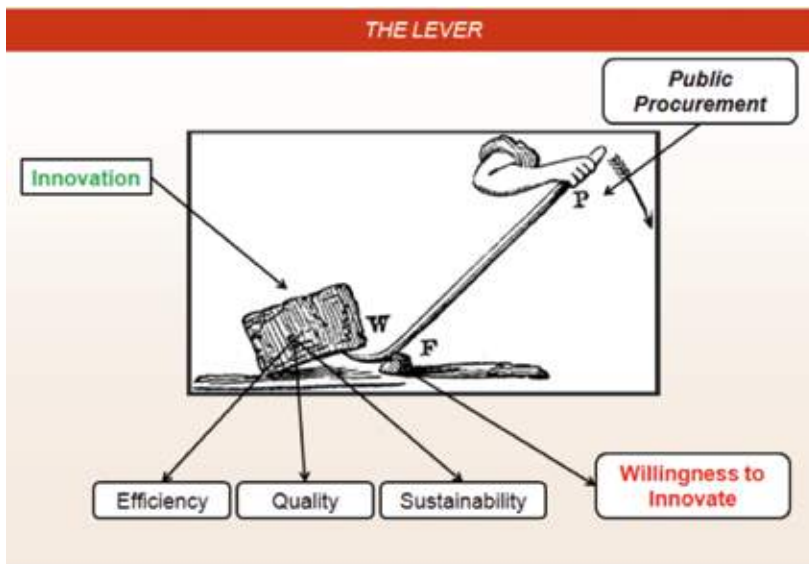 THE LEVER
Public
Procurement
Innovation
P
W
F
Efficiency
Quality
Sustainability
Willingness to
Innovate